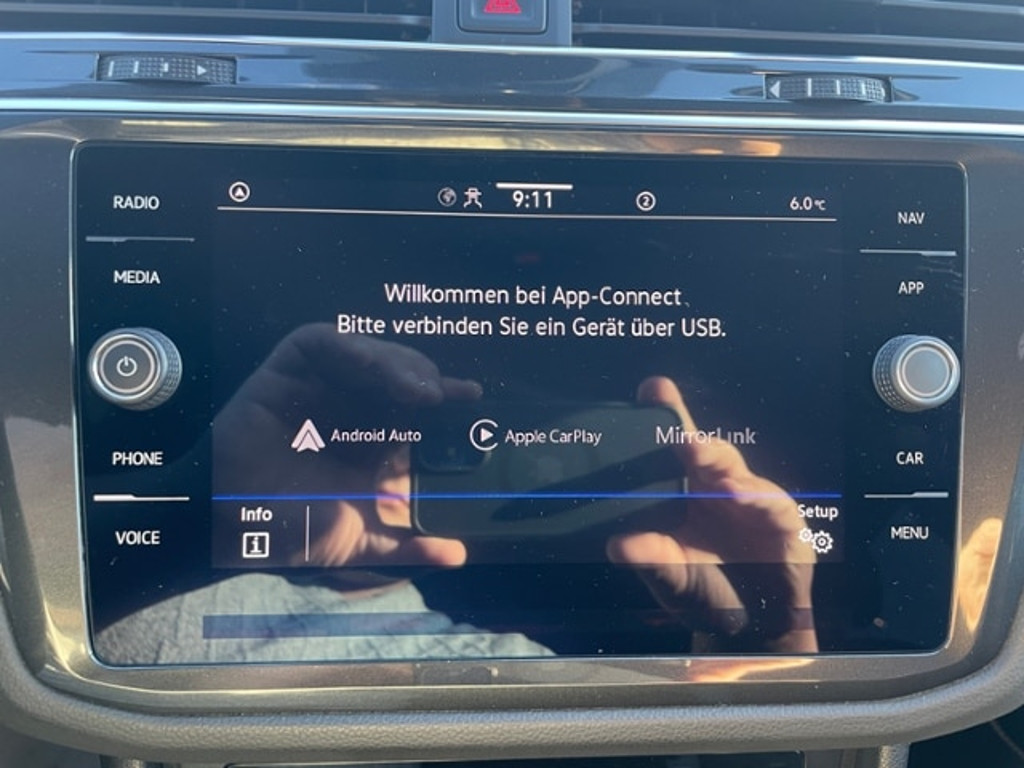 RADIO
MEDIA
PHONE
VOICE
9:11
2
6.0°C
Willkommen bei App-Connect
Bitte verbinden Sie ein Gerät über USB.
Android Auto
Apple CarPlay
MirrorLink
Info
i
Setup
NAV
APP
CAR
MENU